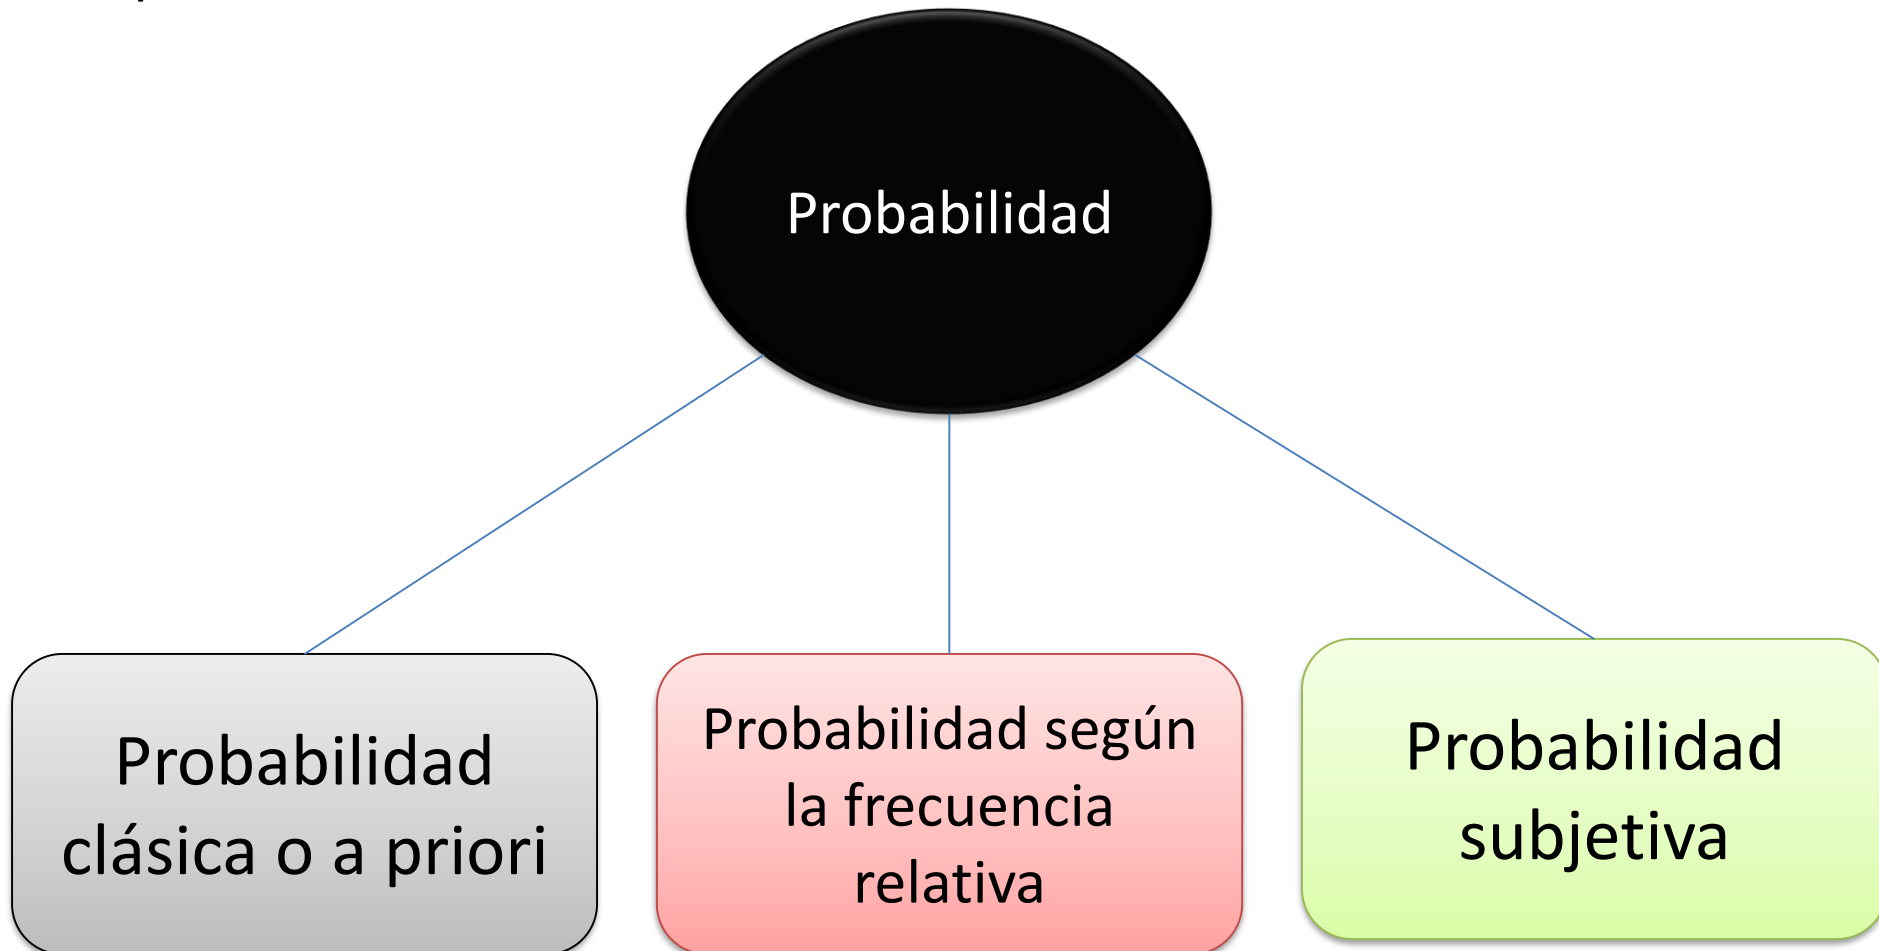 Probabilidad
Probabilidad
clásica o a priori
Probabilidad según
la frecuencia
relativa
Probabilidad
subjetiva